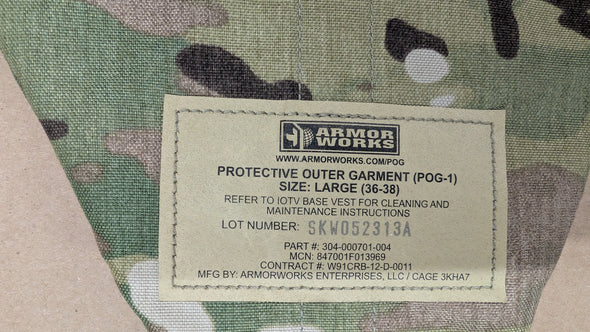 ARMOR
WORKS
WWW.ARMORWORKS.COM/POG
PROTECTIVE OUTER GARMENT (POG-1)
SIZE: LARGE (36-38)
REFER TO IOTV BASE VEST FOR CLEANING AND
MAINTENANCE INSTRUCTIONS
LOT NUMBER: SKW052313A
PART #: 304-000701-004
MCN: 847001F013969
CONTRACT #: W91CRB-12-D-0011
MFG BY: ARMORWORKS ENTERPRISES, LLC / CAGE 3KHA7